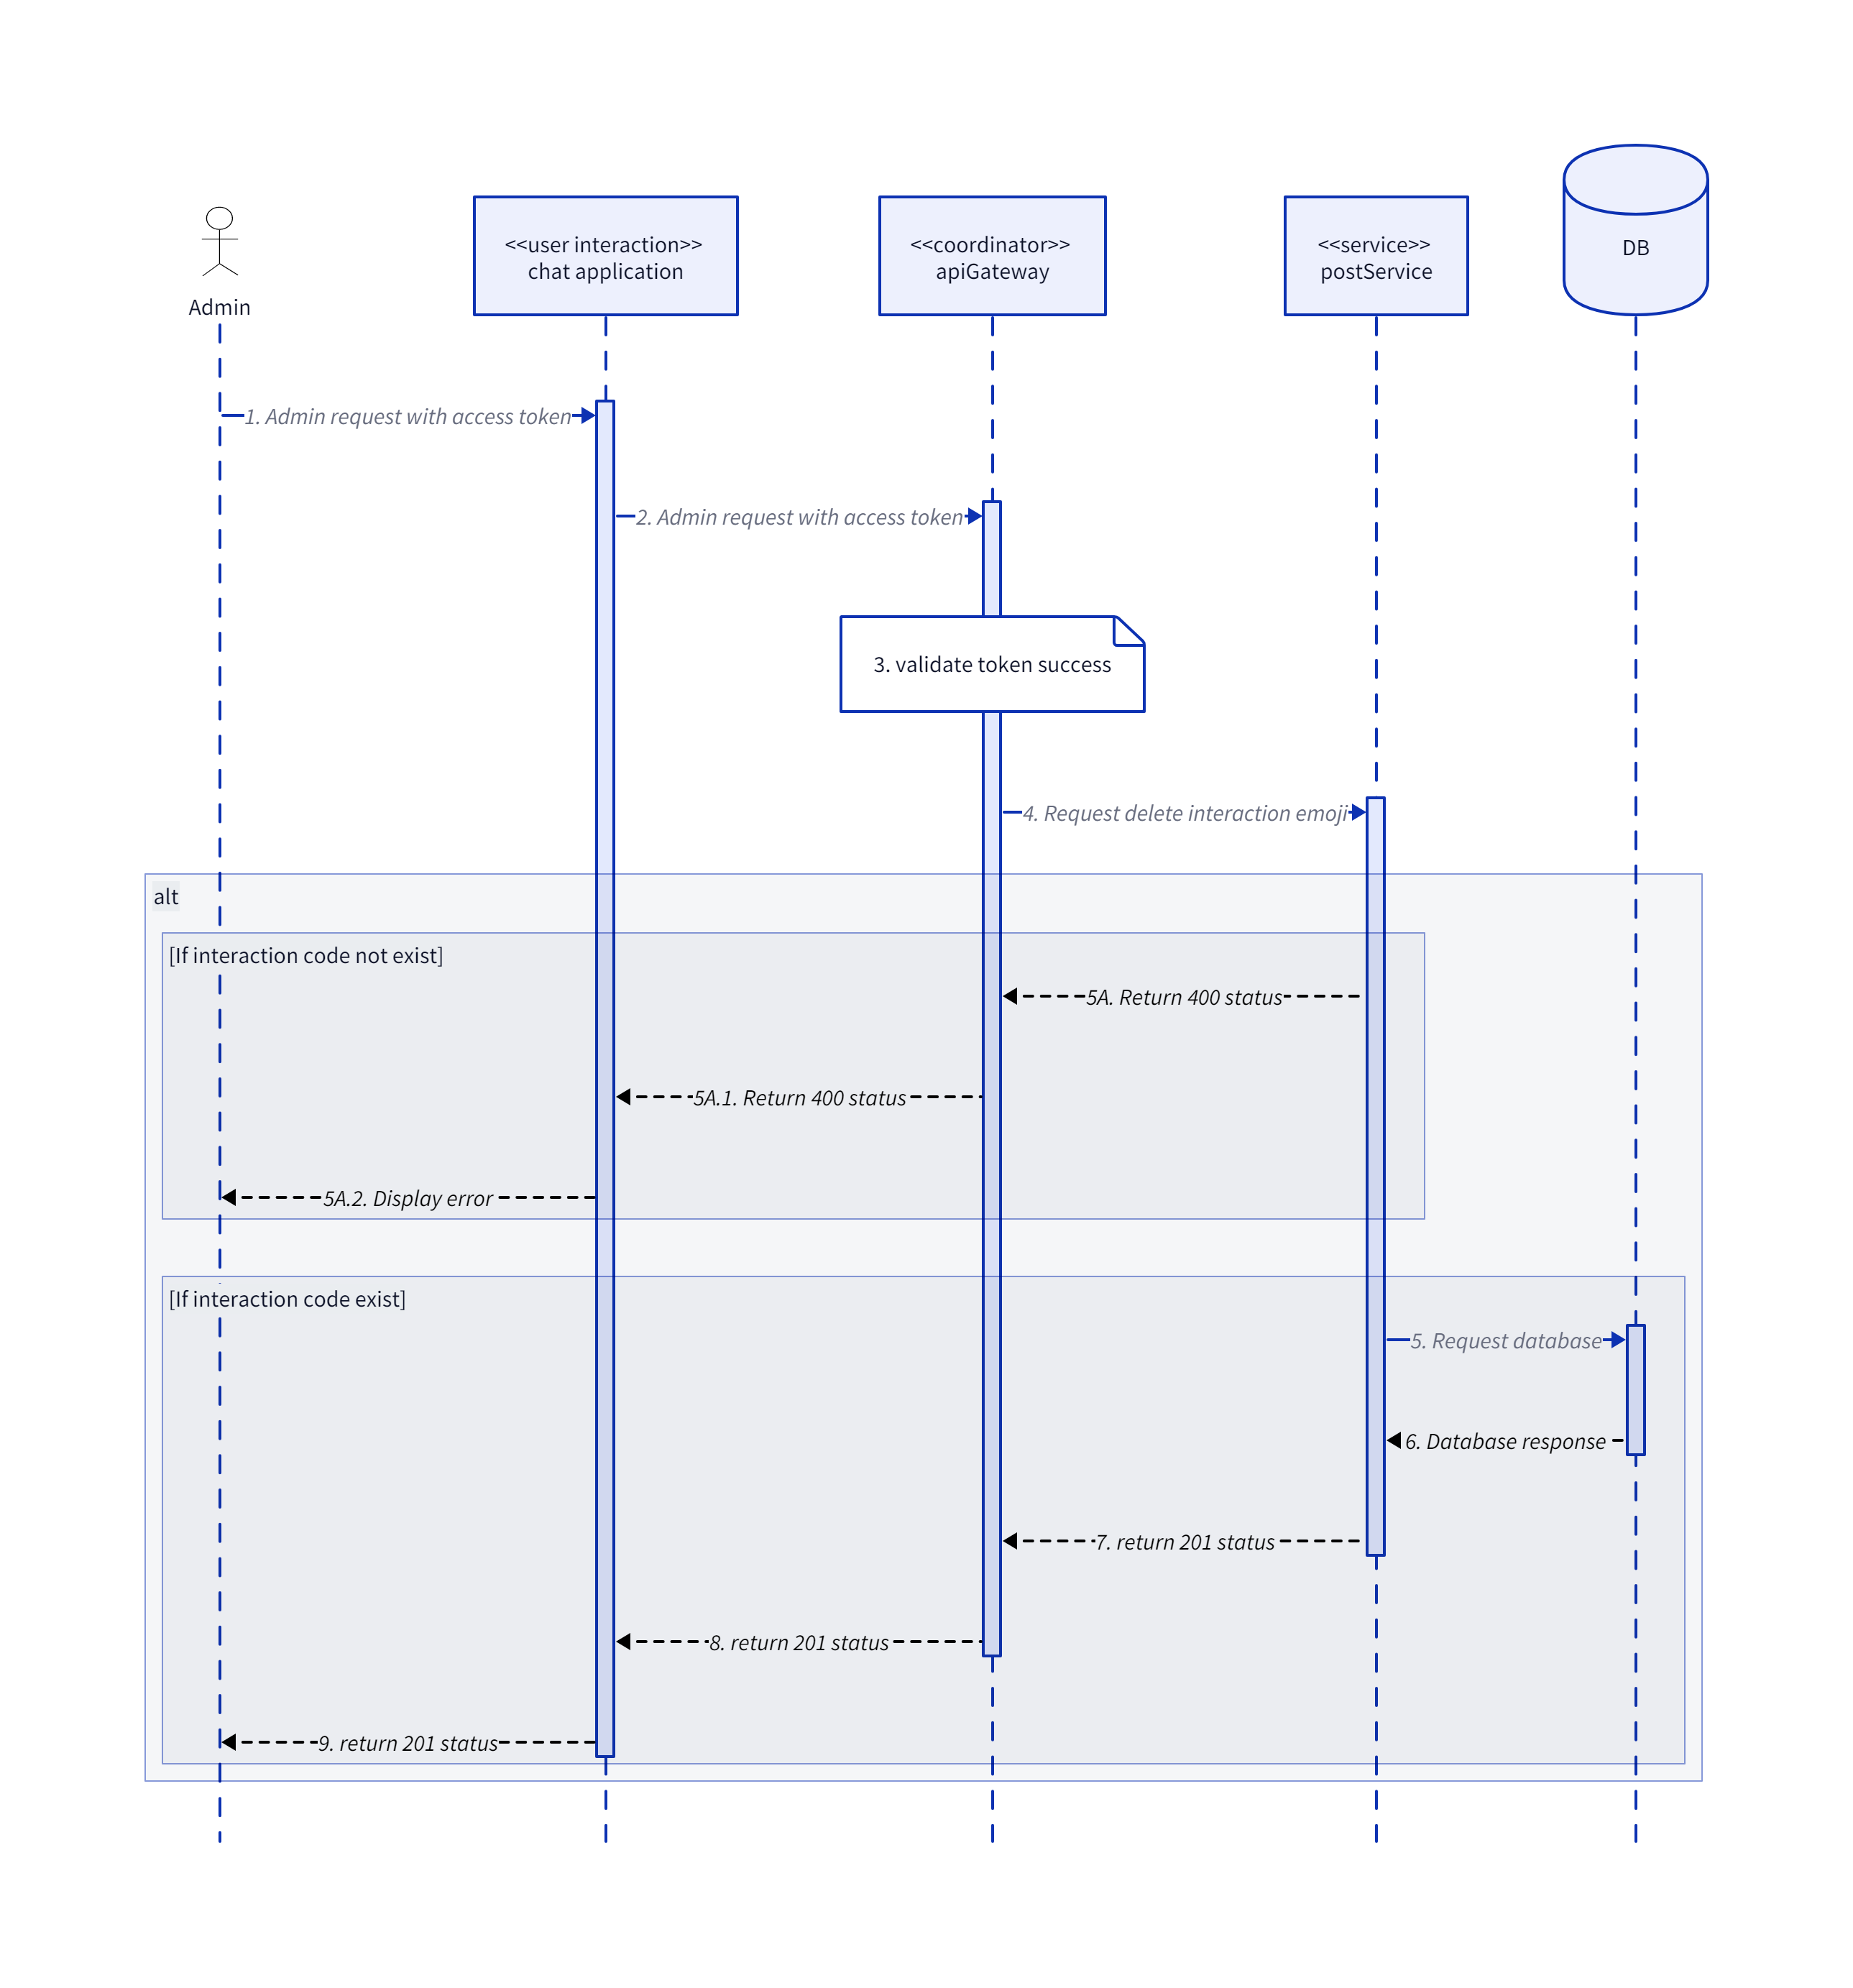 <<user interaction>>
chat application
<<coordinator>>
apiGateway
<<service>>
postService
DB
Admin
1. Admin request with access token
2. Admin request with access token
3. validate token success
4. Request delete interaction emoji
alt
[If interaction code not exist]
5A. Return 400 status
5A.1. Return 400 status
5A.2. Display error
[If interaction code exist]
5. Request database
6. Database response
7. return 201 status
8. return 201 status
9. return 201 status